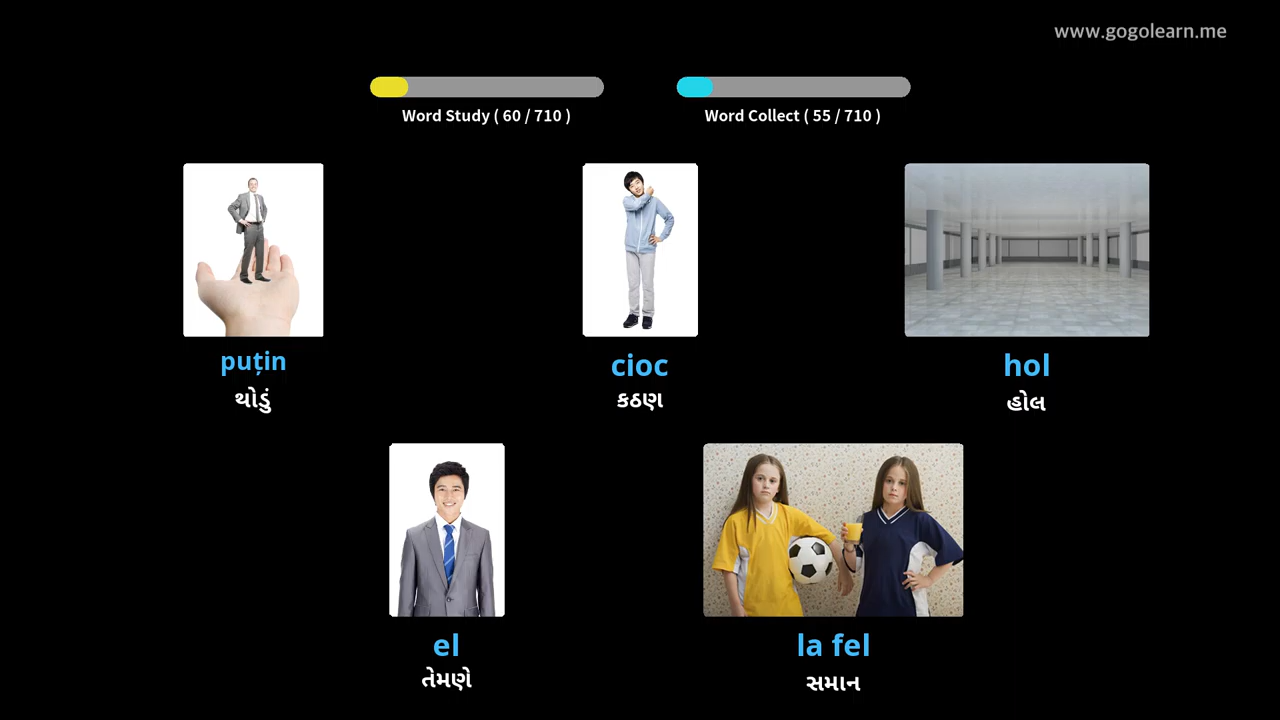 www.gogolearn.me
Word Study ( 60 / 710 )
Word Collect ( 55 / 710 )
puțin
થોડું
cioc
કઠણ
hol
હોલ
el
તેમણે
la fel
સમાન